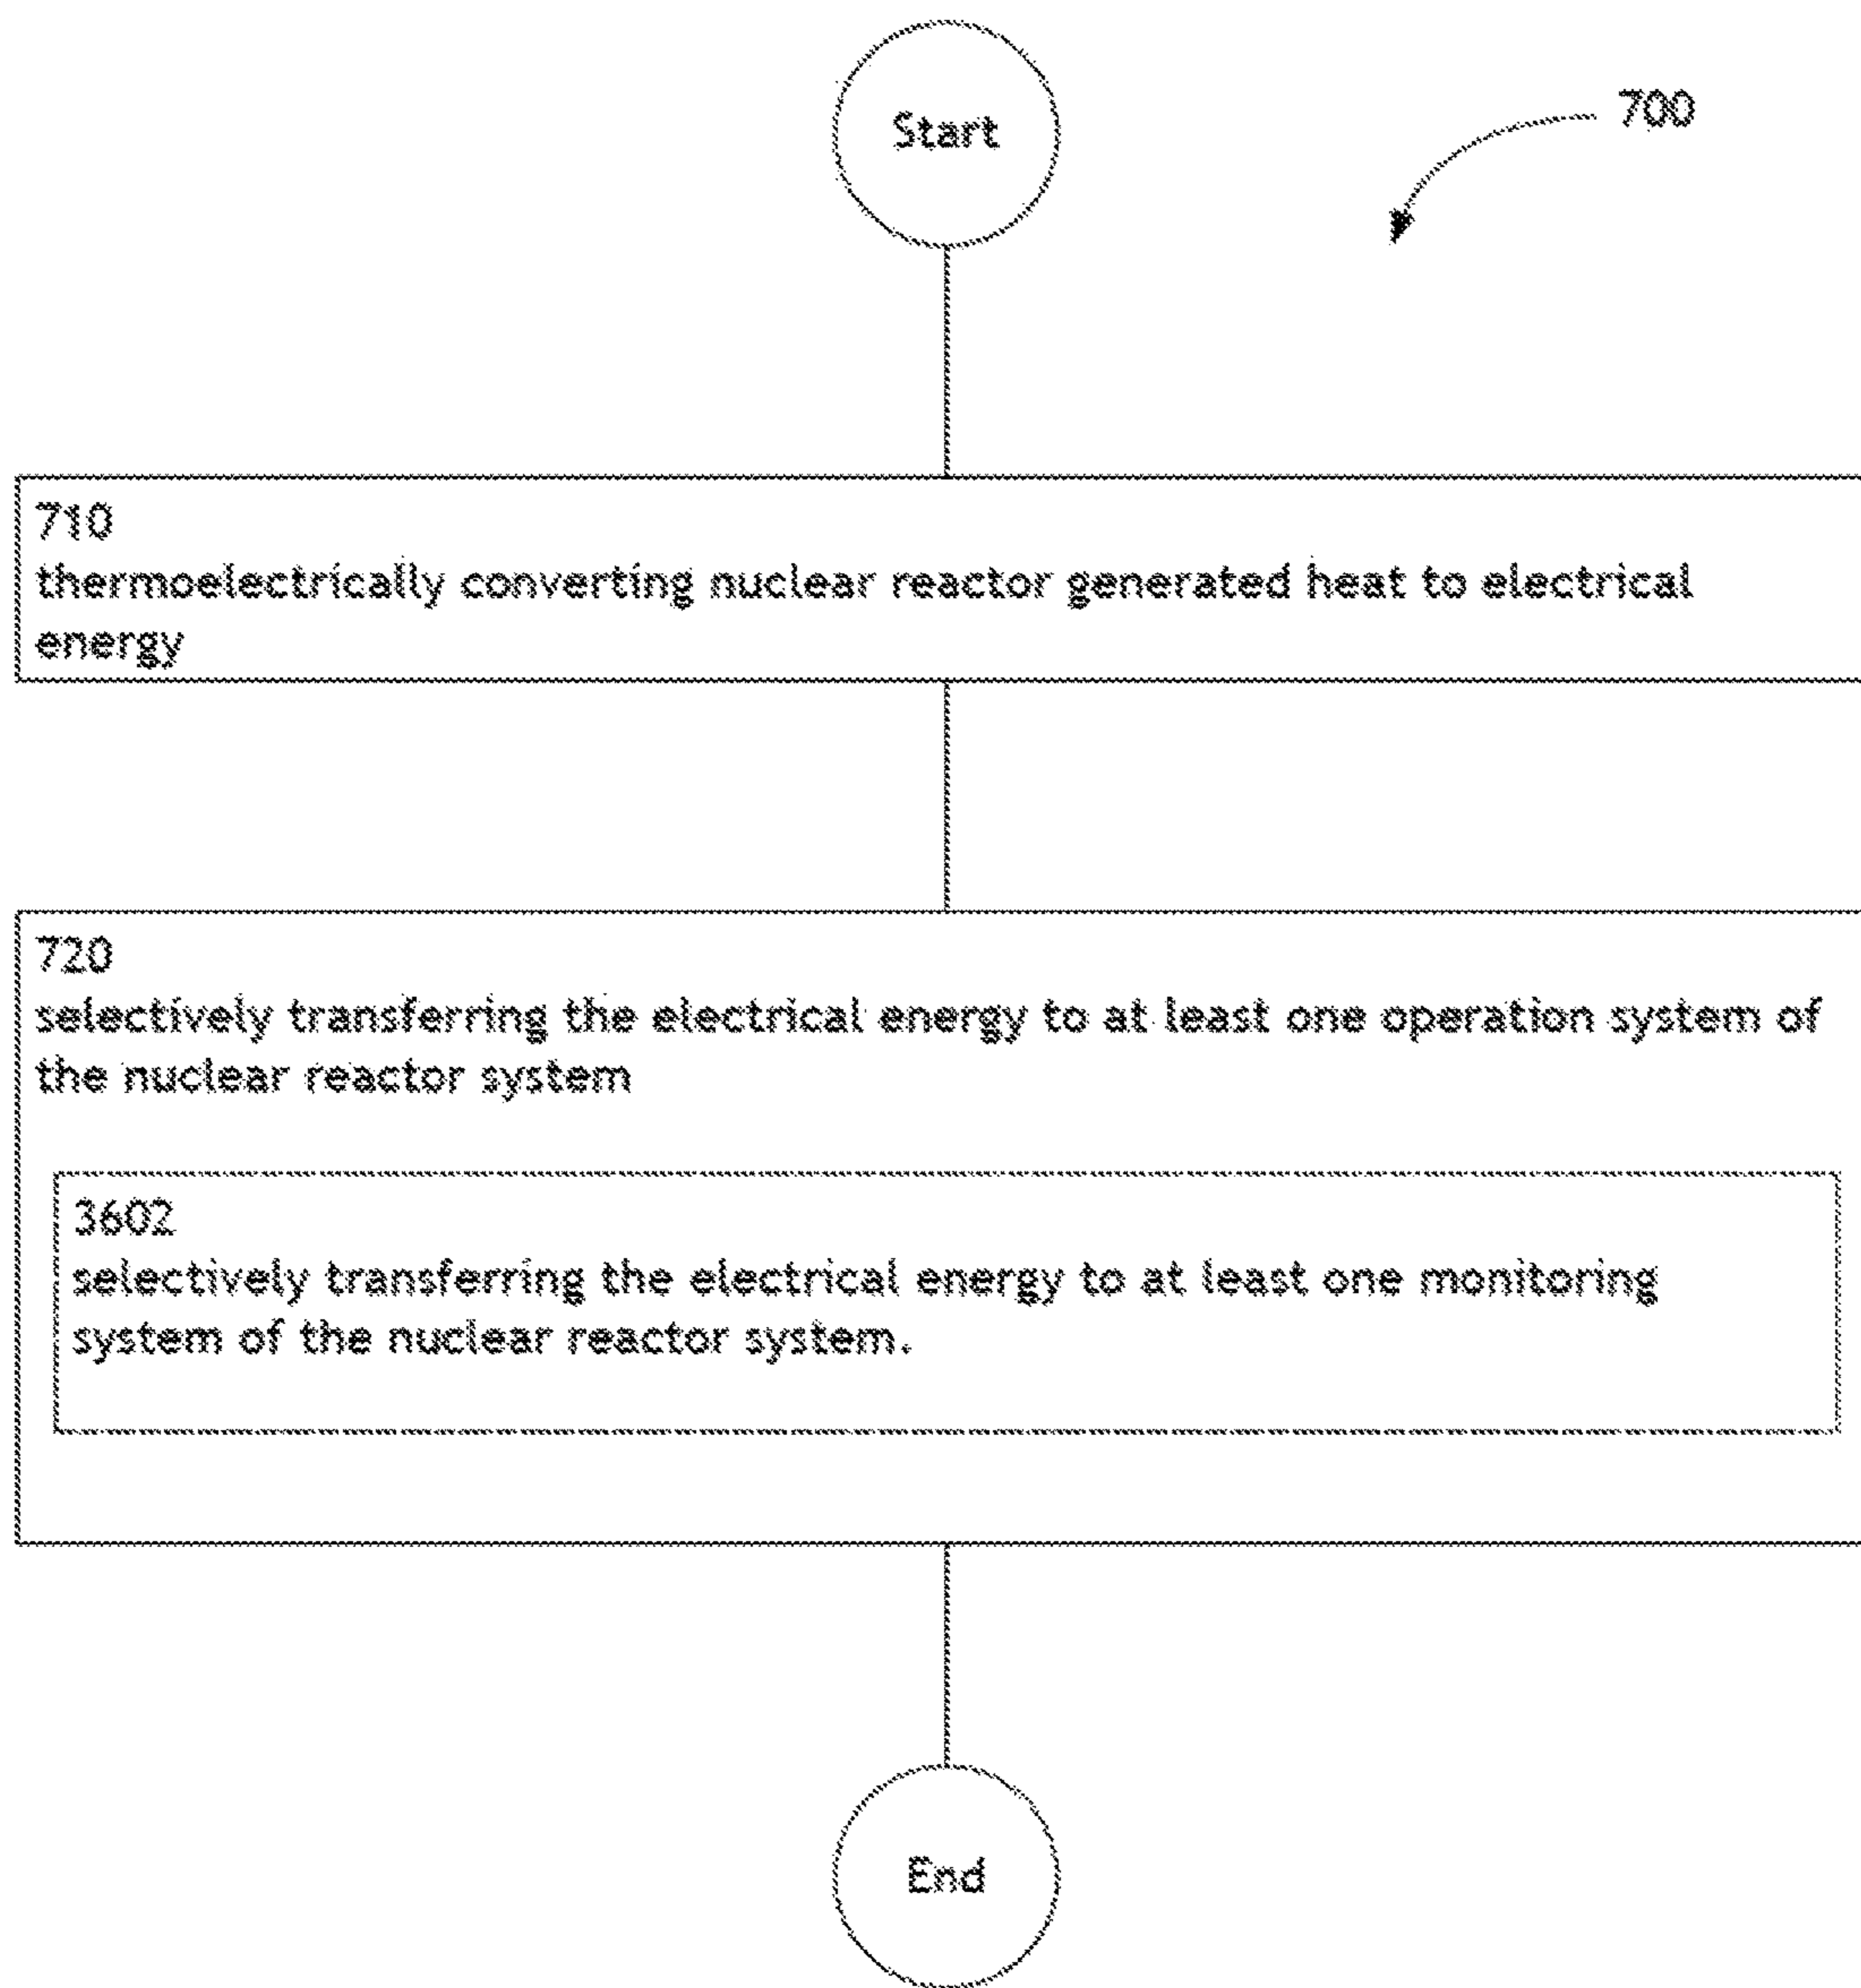 Start
700
710
thermoelectrically converting nuclear reactor generated heat to electrical
energy
720
selectively transferring the electrical energy to at least one operation system of
the nuclear reactor system
3602
selectively transferring the electrical energy to at least one monitoring
system of the nuclear reactor system.
End